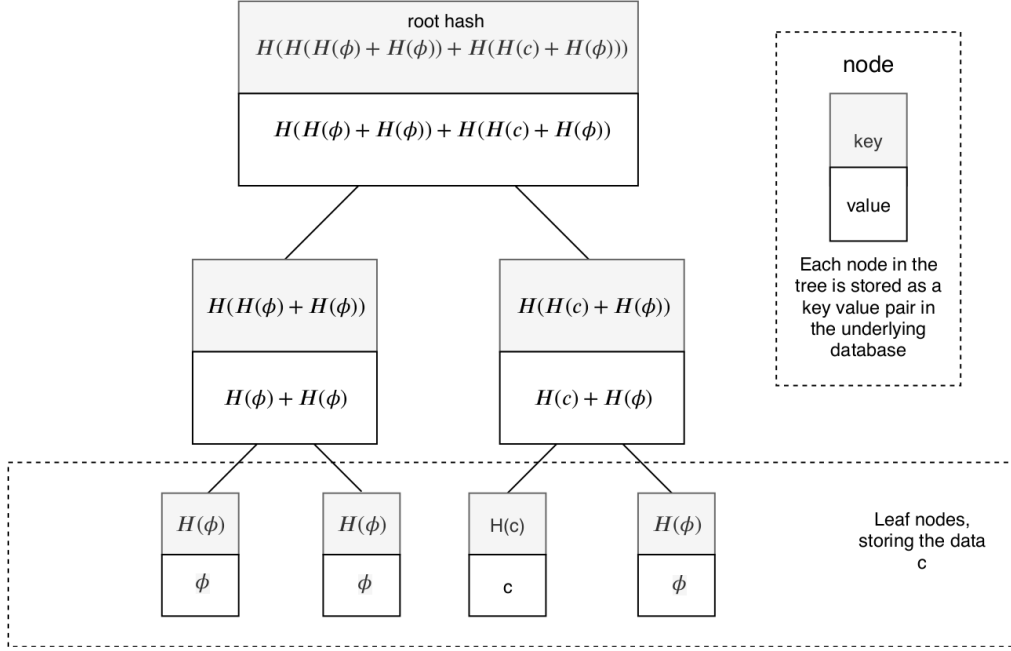 root hash
H(H(H(ϕ) + H(ϕ)) + H(H(c) + H(ϕ)))
H(H(ϕ) + H(ϕ)) + H(H(c) + H(ϕ))
node
key
value
Each node in the
tree is stored as a
key value pair in
the underlying
database
H(H(ϕ) + H(ϕ))
H(ϕ) + H(ϕ)
H(H(c) + H(ϕ))
H(c) + H(ϕ)
H(ϕ)
ϕ
H(ϕ)
ϕ
H(c)
c
H(ϕ)
ϕ
Leaf nodes,
storing the data
c